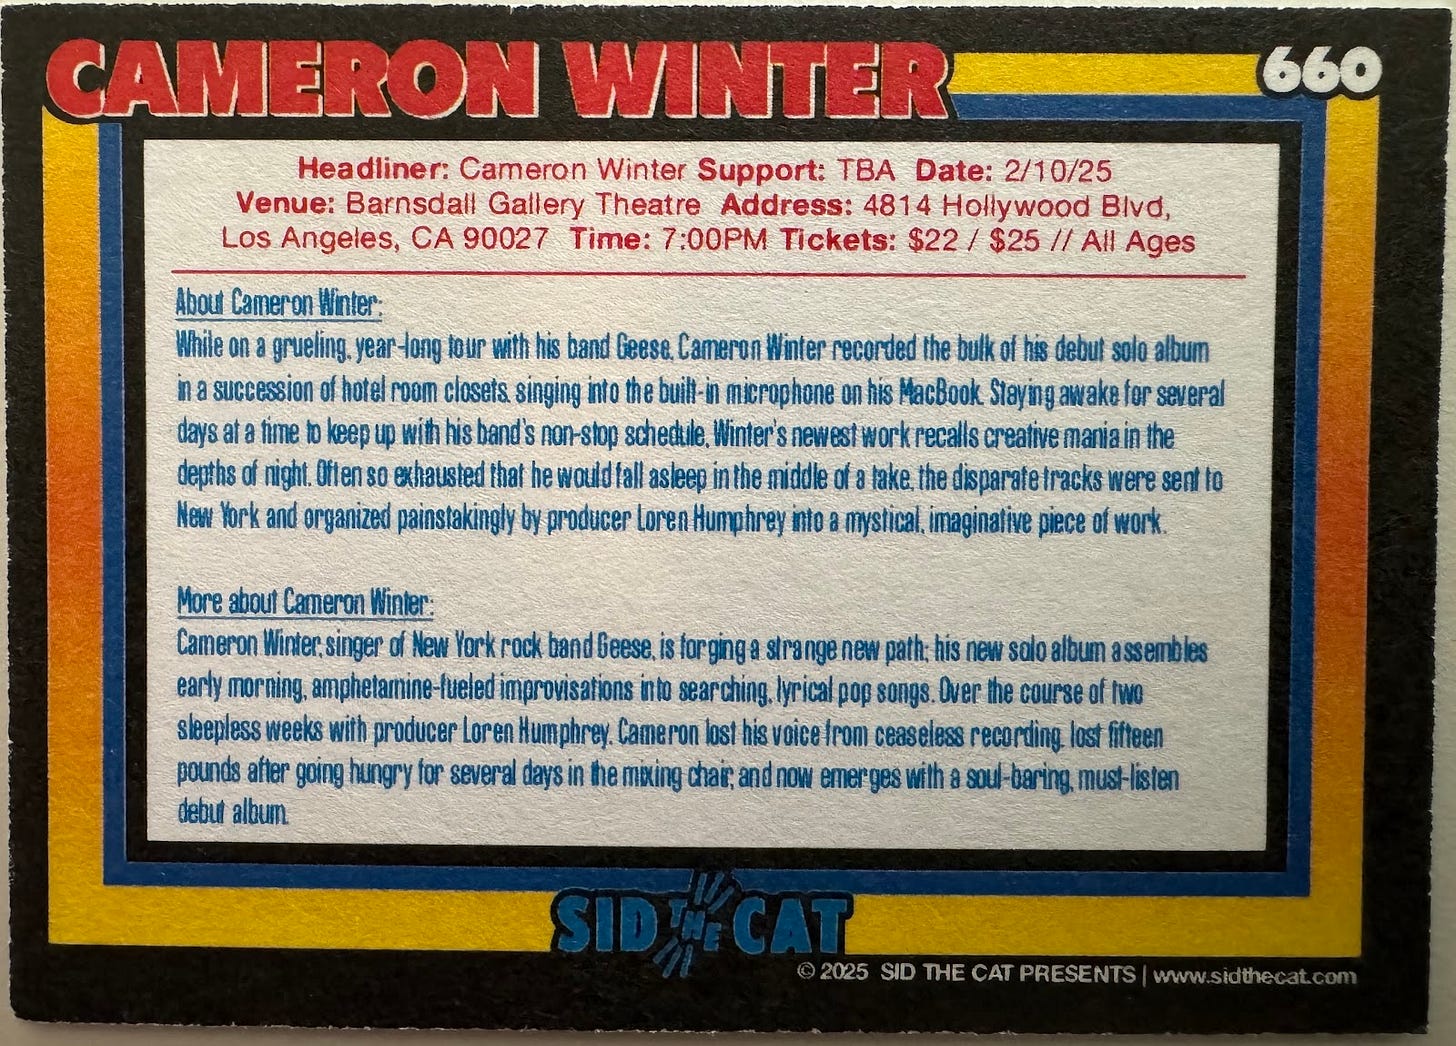 CAMERON WINTER
660
Headliner: Cameron Winter Support: TBA Date: 2/10/25
Venue: Barnsdall Gallery Theatre Address: 4814 Hollywood Blvd,
Los Angeles, CA 90027 Time: 7:00PM Tickets: $22 / $25 // All Ages
About Cameron Winter:
While on a grueling, year-long tour with his band Geese, Cameron Winter recorded the bulk of his debut solo album
in a succession of hotel room closets, singing into the built-in microphone on his MacBook. Staying awake for several
days at a time to keep up with his band's non-stop schedule, Winter's newest work recalls creative mania in the
depths of night. Often so exhausted that he would fall asleep in the middle of a take, the disparate tracks were sent to
New York and organized painstakingly by producer Loren Humphrey into a mystical, imaginative piece of work.
More about Cameron Winter:
Cameron Winter, singer of New York rock band Geese, is forging a strange new path; his new solo album assembles
early morning, amphetamine-fueled improvisations into searching, lyrical pop songs. Over the course of two
sleepless weeks with producer Loren Humphrey, Cameron lost his voice from ceaseless recording, lost fifteen
pounds after going hungry for several days in the mixing chair, and now emerges with a soul-baring, must-listen
debut album.
SID THE CAT
© 2025 SID THE CAT PRESENTS | www.sidthecat.com